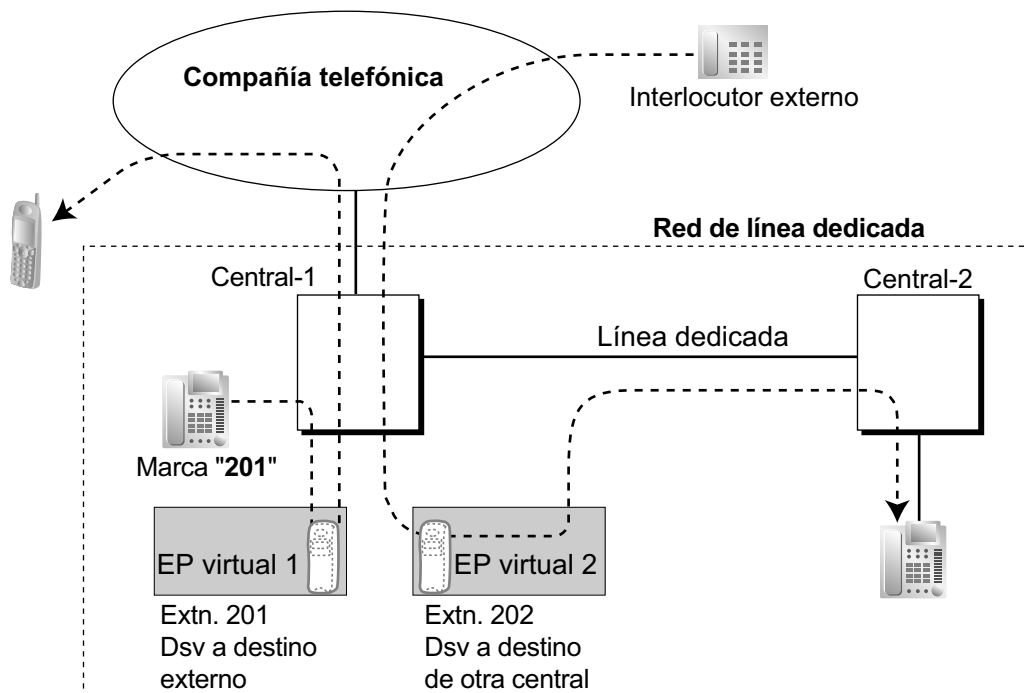 Compañía telefónica
Interlocutor externo
Red de línea dedicada
Central-1
Central-2
Línea dedicada
Marca "201"
EP virtual 1
EP virtual 2
Extn. 201
Dsv a destino
externo
Extn. 202
Dsv a destino
de otra central